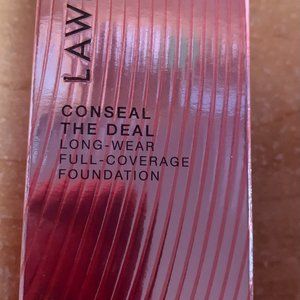 LAW
CONSEAL
THE DEAL
LONG-WEAR
FULL-COVERAGE
FOUNDATION